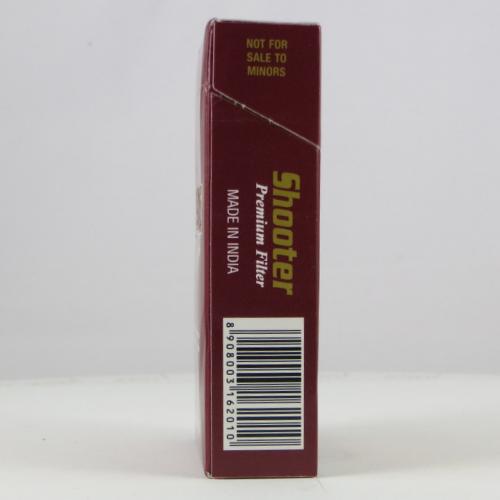 NOT FOR
SALE TO
MINORS
Shooter
Premium Filter
MADE IN INDIA
8 908003 162010